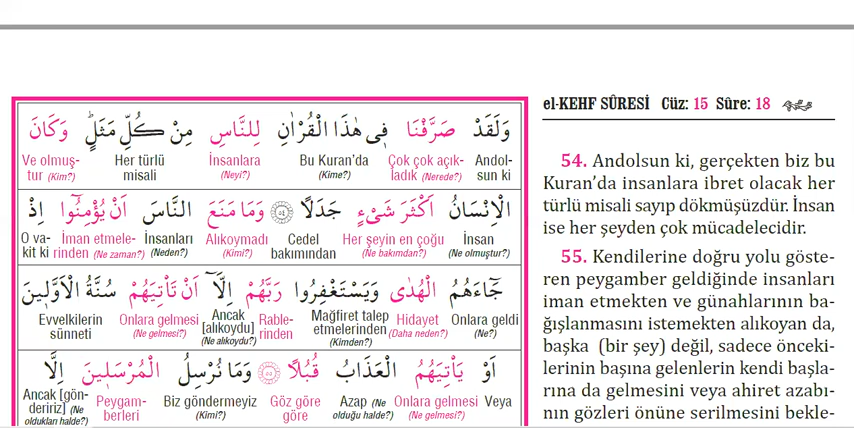 el-KEHF SÛRESİ Cüz: 15 Sûre: 18
وَلَقَدْ صَرَّفْنَا ف۪ي هٰذَا الْقُرْاٰنِ لِلنَّاسِ مِنْ كُلِّ مَثَلٍۜ وَكَانَ
Andol- Çok çok açık- Bu Kuran’da İnsanlara Her türlü Ve olmuş-
sun ki ladık (Nerede?) (Kime?) (Neyi?) misali tur (Kim?)
الْاِنْسَانُ اَكْثَرَ شَيْءٍ جَدَلًا ﴿٥٤﴾ وَمَا مَنَعَ النَّاسَ اَنْ يُؤْمِنُٓوا اِذْ
İnsan Her şeyin en çoğu Cedel Alıkoymadı İnsanları İman etmele- O va-
(Ne olmuştur?) (Ne bakımdan?) bakımından (Kimi?) (Neden?) rinden (Ne zaman?) kit ki
جَٓاءَهُمُ الْهُدٰى وَيَسْتَغْفِرُوا رَبَّهُمْ اِلَّٓا اَنْ تَأْتِيَهُمْ سُنَّةُ الْاَوَّل۪ينَ
Onlara geldi Hidayet Mağfiret talep Rable- Ancak Onlara gelmesi Evvelkilerin
(Ne?) (Daha neden?) etmelerinden (Kimden?) rinden [alıkoydu] (Ne alıkoydu?) (Ne gelmesi?) sünneti
اَوْ يَأْتِيَهُمُ الْعَذَابُ قُبُلًا ﴿٥٥﴾ وَمَا نُرْسِلُ الْمُرْسَل۪ينَ اِلَّا
Veya Onlara gelmesi Azap (Ne Göz göre Biz göndermeyiz Peygam- Ancak [gön-
(Ne gelmesi?) olduğu halde?) göre (Kimi?) berleri deririz] (Ne oldukları halde?)
54. Andolsun ki, gerçekten biz bu
Kuran’da insanlara ibret olacak her
türlü misali sayıp dökmüşüzdür. İnsan
ise her şeyden çok mücadelecidir.
55. Kendilerine doğru yolu göste-
ren peygamber geldiğinde insanları
iman etmekten ve günahlarının ba-
ğışlanmasını istemekten alıkoyan da,
başka (bir şey) değil, sadece önceki-
lerinin başına gelenlerin kendi başla-
rına da gelmesini veya ahiret azabı-
nın gözleri önüne serilmesini bekle-